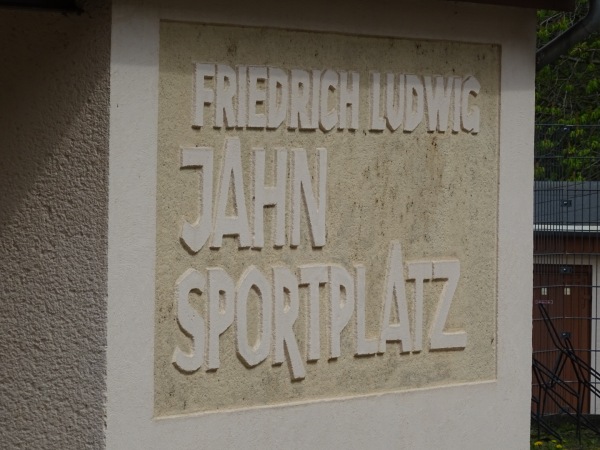 FRIEDRICH LUDWIG
JAHN
SPORTPLATZ